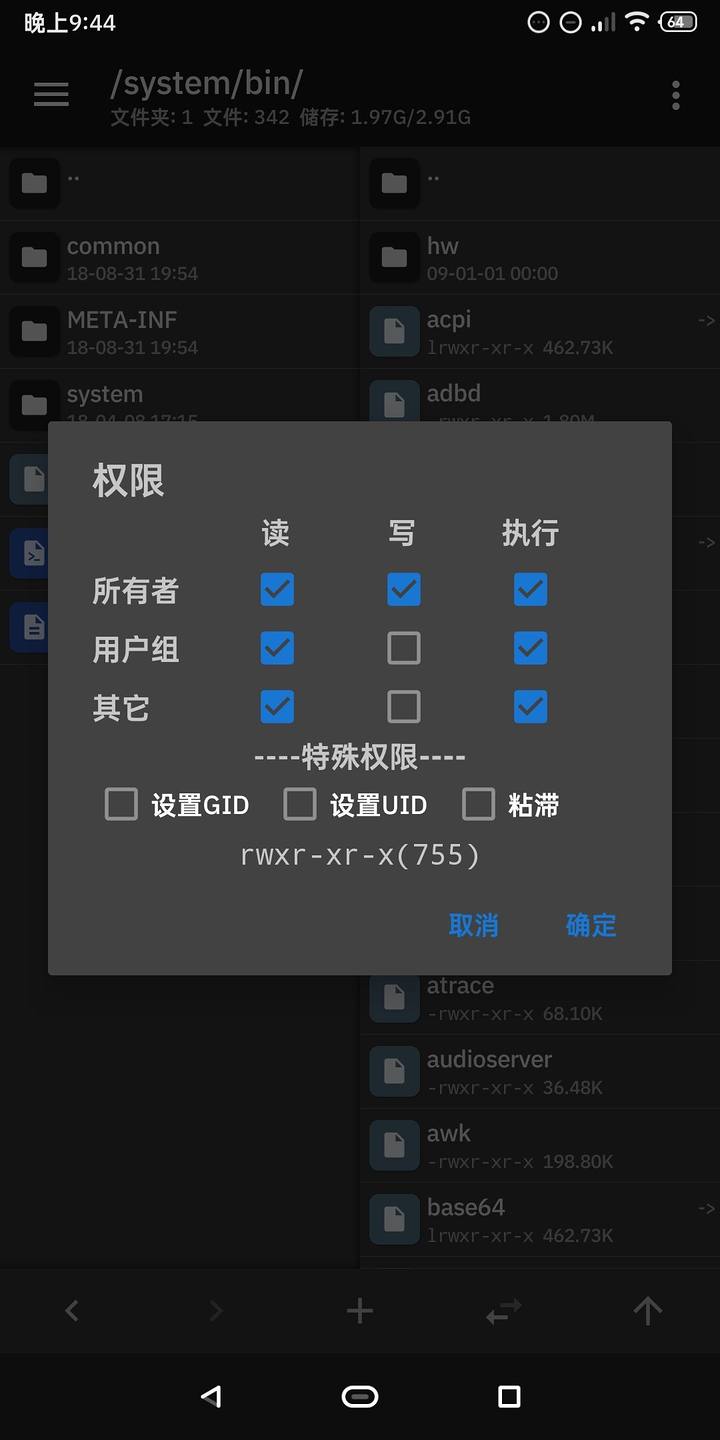 晚上9:44
64
/system/bin/
文件夹: 1 文件: 342 储存: 1.97G/2.91G
..
common
18-08-31 19:54
META-INF
18-08-31 19:54
system
18-04-08 17:15
..
hw
09-01-01 00:00
acpi
->
lrwxr-xr-x 462.73K
adbd
-rwxr-xr-x 1.80M
->
权限
读 写 执行
所有者
用户组
其它
----特殊权限----
设置GID 设置UID 粘滞
rwxr-xr-x(755)
取消 确定
atrace
-rwxr-xr-x 68.10K
audioserver
-rwxr-xr-x 36.48K
awk
-rwxr-xr-x 198.80K
base64
->
lrwxr-xr-x 462.73K